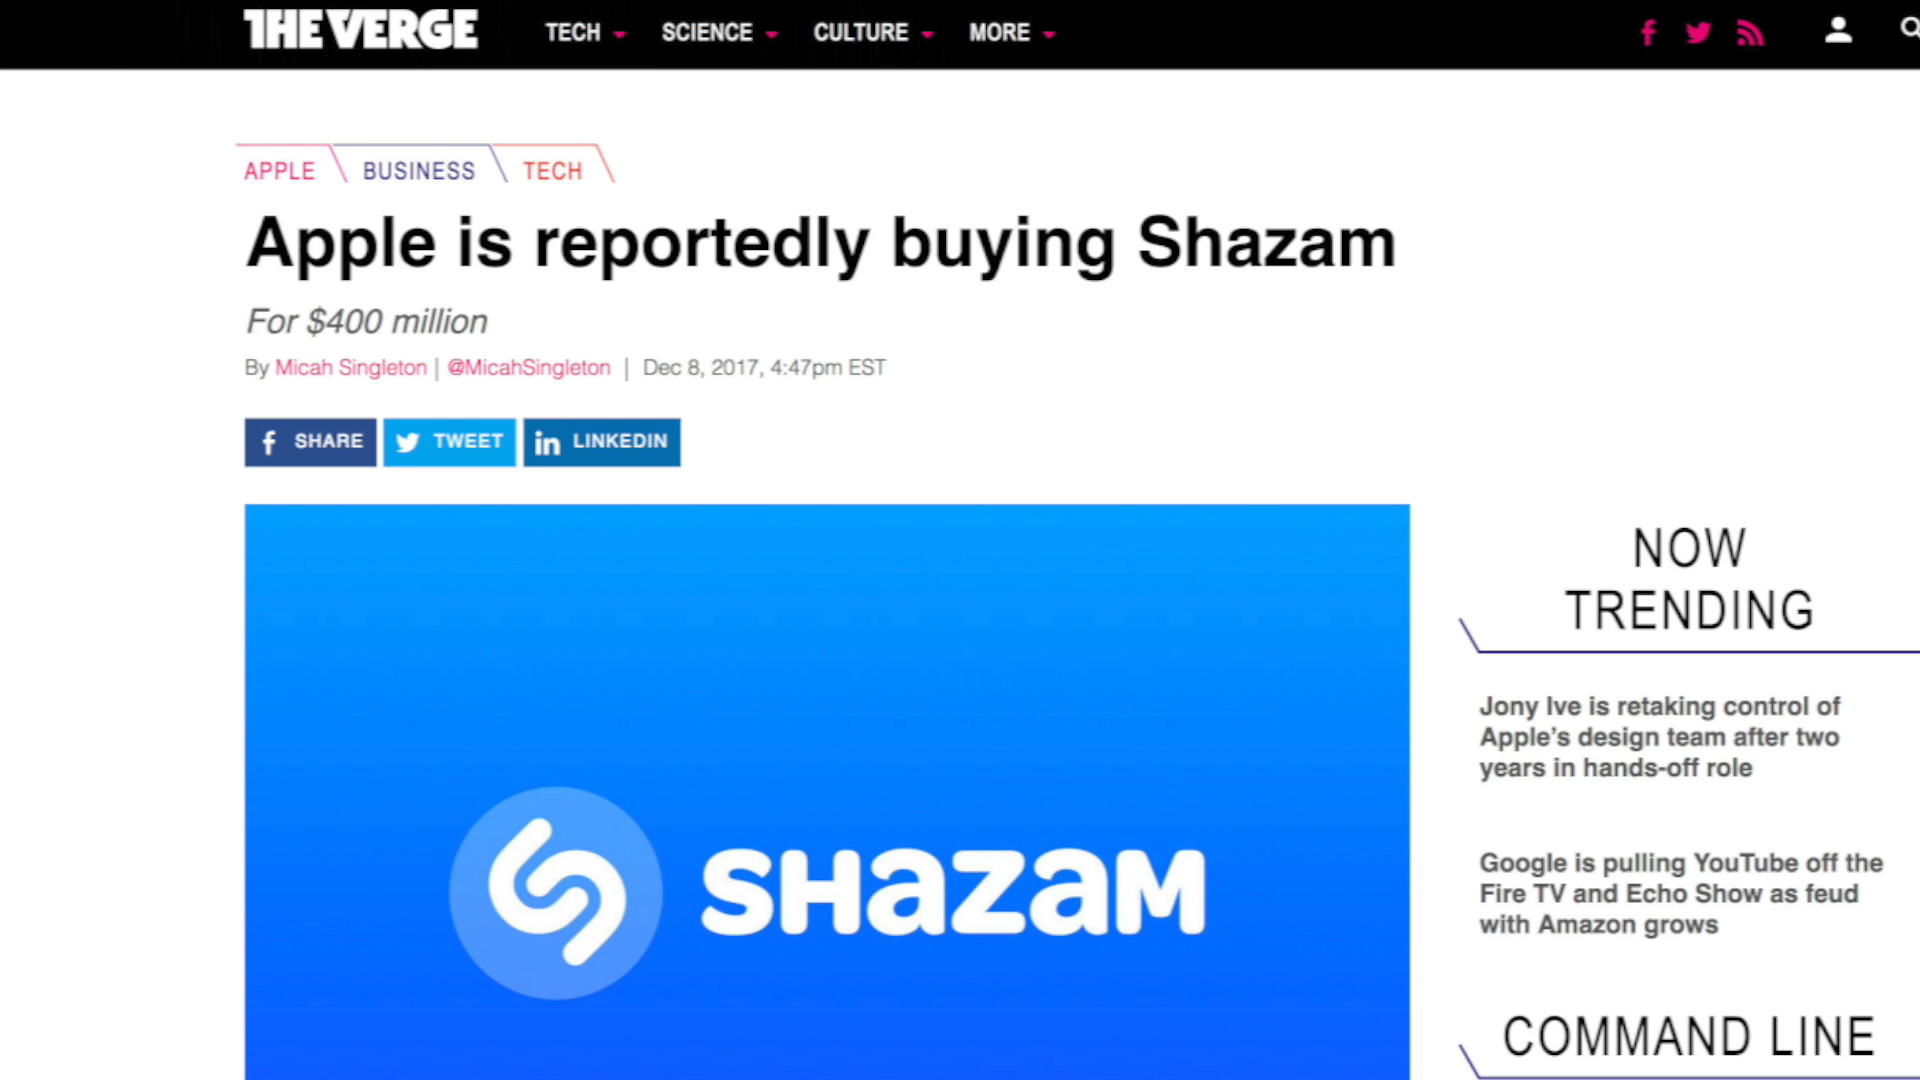 THE VERGE TECH SCIENCE CULTURE MORE
APPLE BUSINESS TECH
Apple is reportedly buying Shazam
For $400 million
By Micah Singleton | @MicahSingleton | Dec 8, 2017, 4:47pm EST
SHARE TWEET LINKEDIN
SHAZAM
NOW
TRENDING
Jony Ive is retaking control of
Apple's design team after two
years in hands-off role
Google is pulling YouTube off the
Fire TV and Echo Show as feud
with Amazon grows
COMMAND LINE